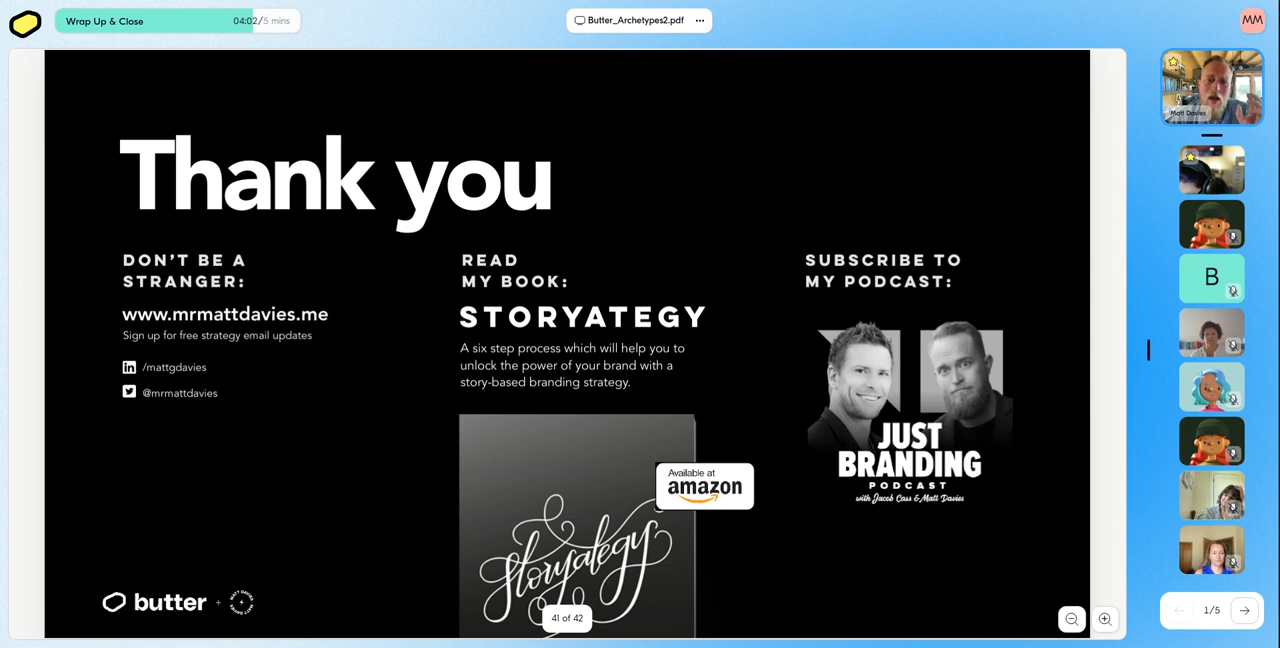 Wrap Up & Close 04:02/5 mins
Butter_Archetypes2.pdf
MM
Thank you
DON'T BE A
STRANGER:
www.mrmattdavies.me
Sign up for free strategy email updates
/mattgdavies
@mrmattdavies
READ
MY BOOK:
STORYATEGY
A six step process which will help you to
unlock the power of your brand with a
story-based branding strategy.
Available at
amazon
Storyategy
SUBSCRIBE TO
MY PODCAST:
JUST
BRANDING
PODCAST
with Jacob Cass & Matt Davies
butter + MATT DAVIES
41 of 42
Matt Davies
B
1/5